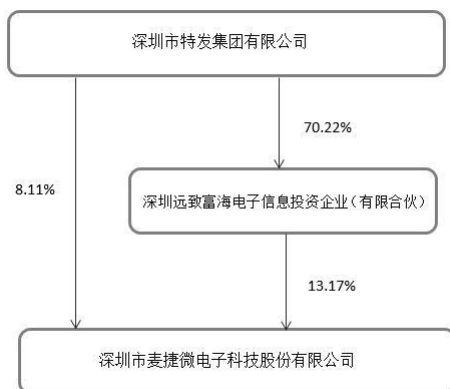 深圳市特发集团有限公司
70.22%
8.11%
深圳远致富海电子信息投资企业（有限合伙）
13.17%
深圳市麦捷微电子科技股份有限公司